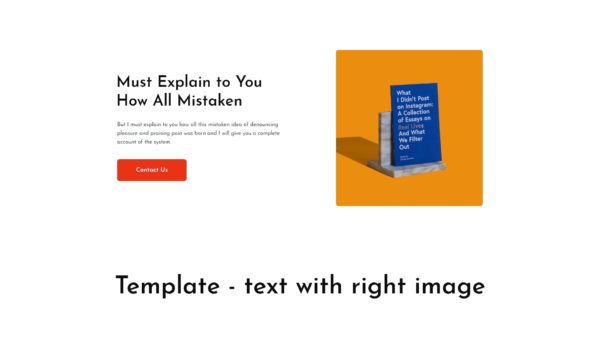 Must Explain to You
How All Mistaken
But I must explain to you how all this mistaken idea of denouncing
pleasure and praising pain was born and I will give you a complete
account of the system.
Contact Us
What
I Didn't Post
on Instagram:
A Collection
of Essays on
Real Lives
And What
We Filter
Out
Template - text with right image